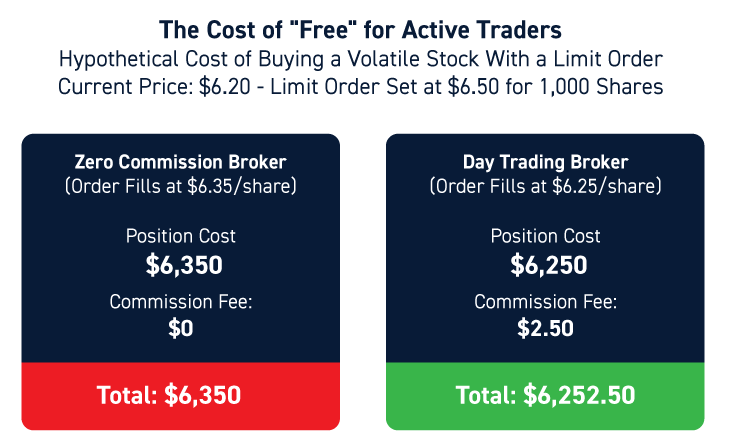 The Cost of "Free" for Active Traders
Hypothetical Cost of Buying a Volatile Stock With a Limit Order
Current Price: $6.20 - Limit Order Set at $6.50 for 1,000 Shares
Zero Commission Broker
(Order Fills at $6.35/share)
Position Cost
$6,350
Commission Fee:
$0
Total: $6,350
Day Trading Broker
(Order Fills at $6.25/share)
Position Cost
$6,250
Commission Fee:
$2.50
Total: $6,252.50